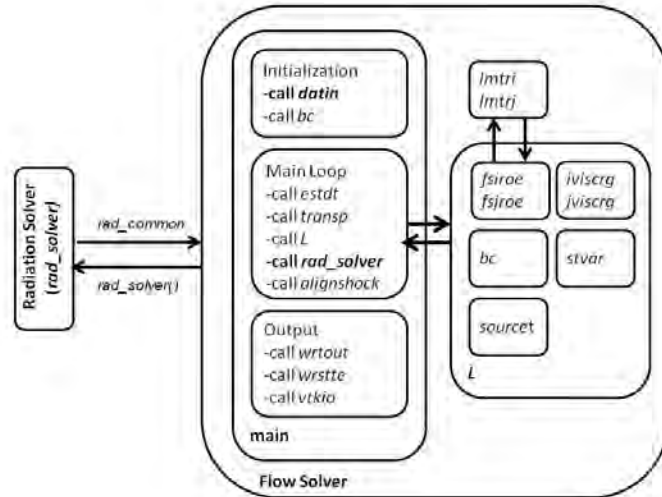 Radiation Solver
(rad_solver)
rad_common
rad_solver()
Initialization
-call datin
-call bc
Main Loop
-call estdt
-call transp
-call L
-call rad_solver
-call alignshock
Output
-call wrtout
-call wrstte
-call vtkio
main
Flow Solver
lmtri
lmtrj
fsiroe
fsjroe
iviscrg
jviscrg
bc
stvar
sourcet
L